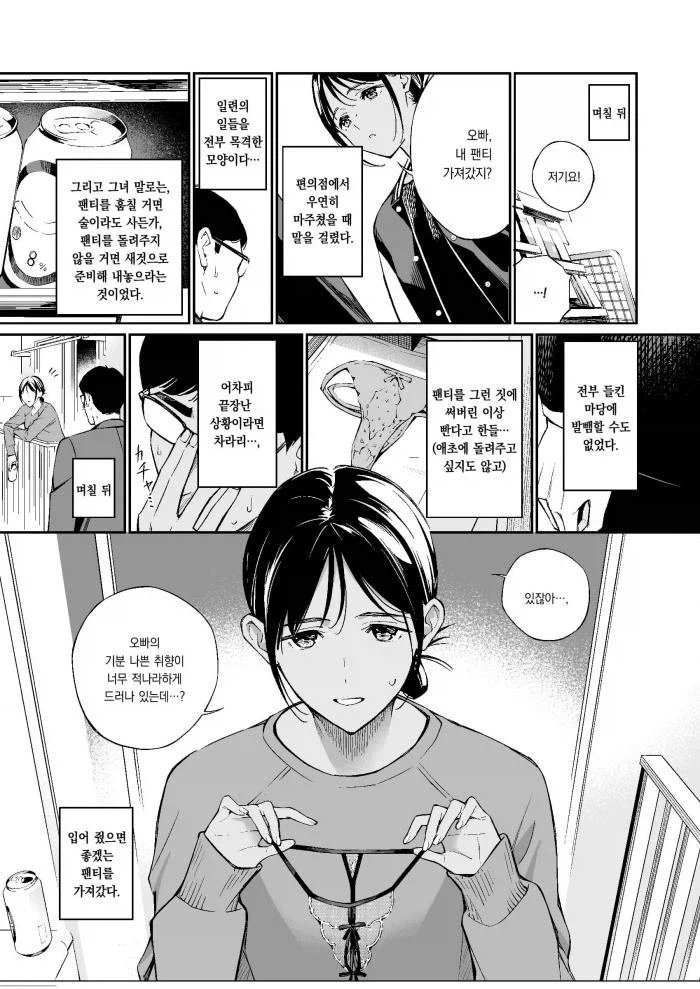 며칠 뒤
저기요!
…!
오빠,
내 팬티
가져갔지?
편의점에서
우연히
마주쳤을 때
말을 걸렸다.
일련의
일들을
전부 목격한
모양이다…
그리고 그녀 말로는,
팬티를 훔칠 거면
술이라도 사든가,
팬티를 돌려주지
않을 거면 새것으로
준비해 내놓으라는
것이었다.
8%
전부 들킨
마당에
발뺌할 수도
없었다.
팬티를 그런 짓에
써버린 이상
빤다고 한들…
(애초에 돌려주고
싶지도 않고)
어차피
끝장난
상황이라면
차라리…,
カチャ
며칠 뒤
있잖아…,
오빠의
기분 나쁜 취향이
너무 적나라하게
드러나 있는데…?
입어 줬으면
좋겠는
팬티를
가져갔다.